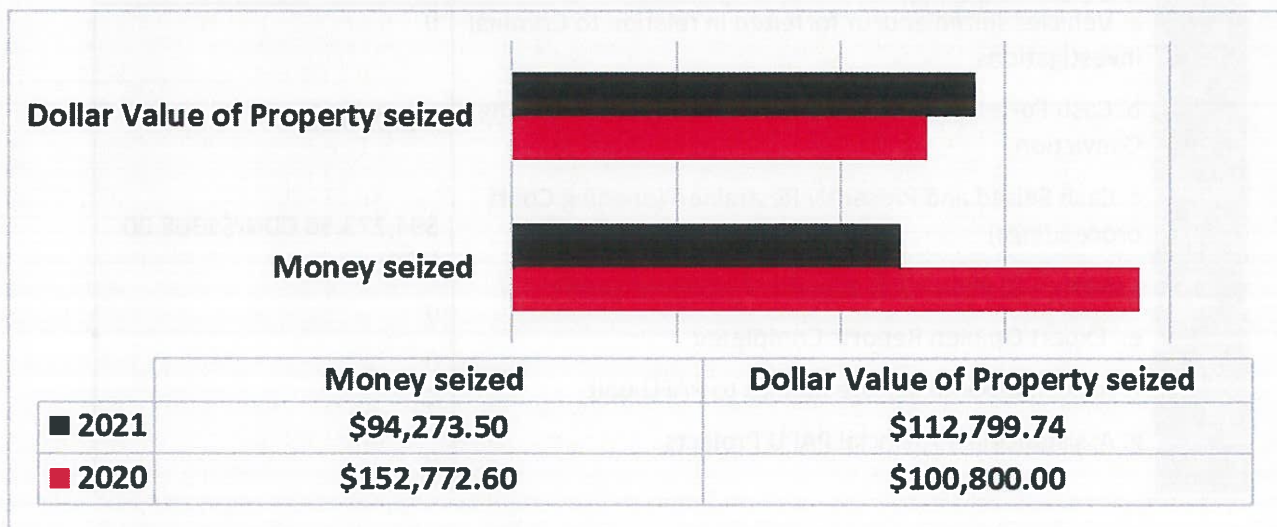 Dollar Value of Property seized
Money seized
Money seized Dollar Value of Property seized
2021 $94,273.50 $112,799.74
2020 $152,772.60 $100,800.00